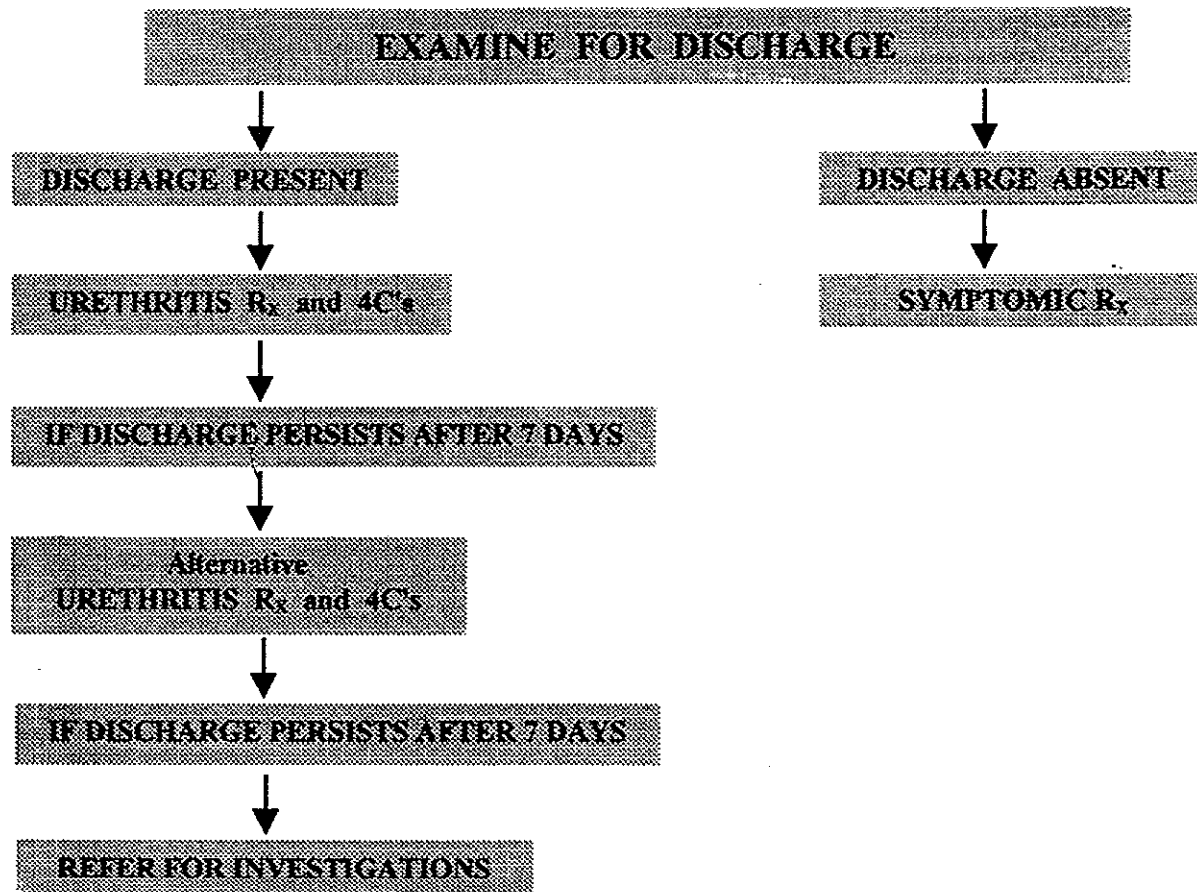 EXAMINE FOR DISCHARGE
DISCHARGE PRESENT
DISCHARGE ABSENT
URETHRITIS Rx and 4C's
SYMPTOMIC Rx
IF DISCHARGE PERSISTS AFTER 7 DAYS
Alternative
URETHRITIS Rx and 4C's
IF DISCHARGE PERSISTS AFTER 7 DAYS
REFER FOR INVESTIGATIONS